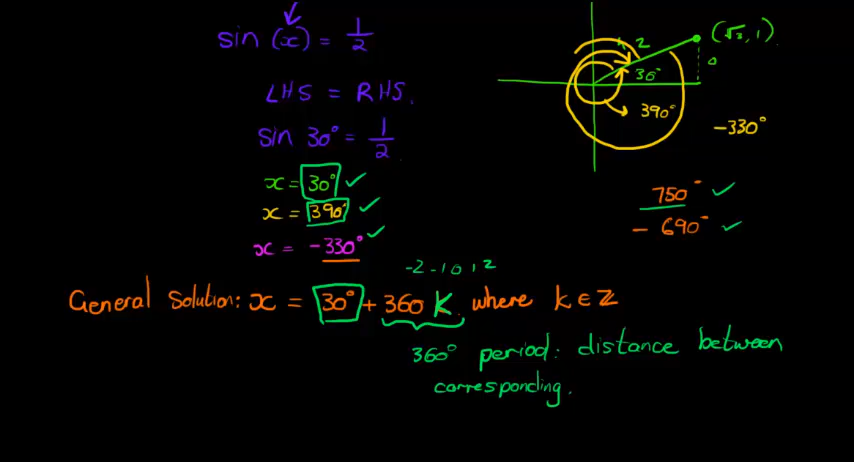 sin (x) = 1/2
LHS = RHS.
sin 30° = 1/2
x = 30° ✓
x = 390° ✓
x = -330° ✓
(√3, 1)
2
30°
390°
-330°
750° ✓
- 690° ✓
-2 -1 0 1 2
General Solution: x = 30° + 360 K. where k ∈ ℤ
360° period: distance between
corresponding.